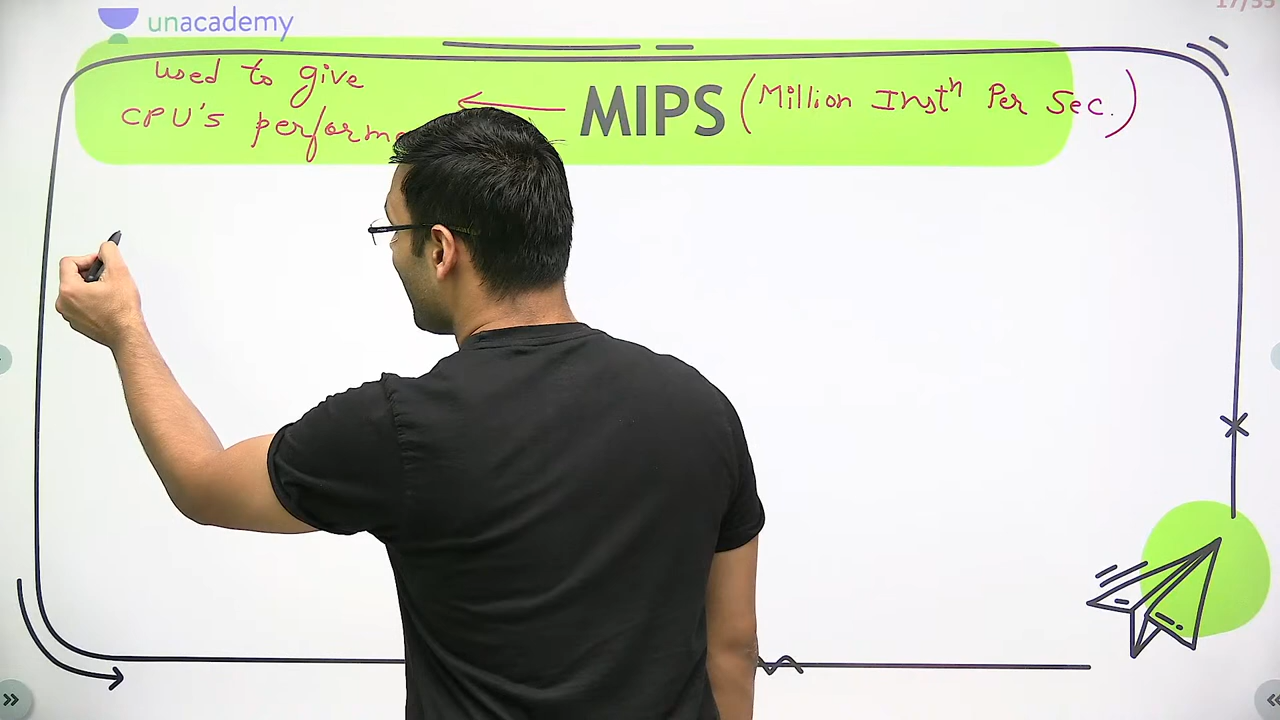 unacademy
used to give
CPU's performa
MIPS (Million Instⁿ Per Sec.)